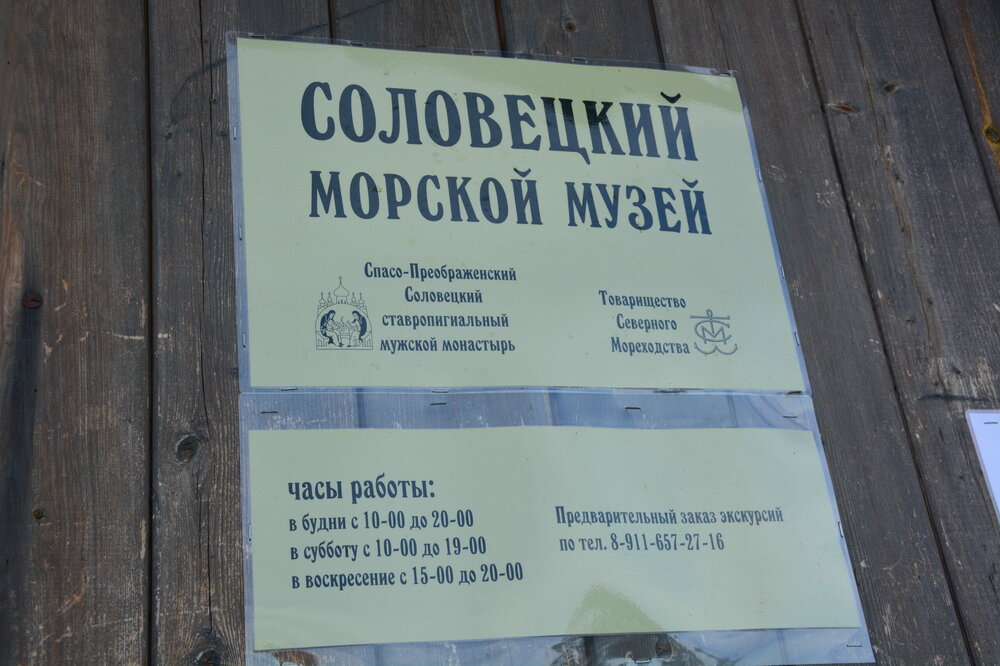 СОЛОВЕЦКИЙ
МОРСКОЙ МУЗЕЙ
Спасо-Преображенский
Соловецкий
ставропигиальный
мужской монастырь
Товарищество
Северного
Мореходства
часы работы:
в будни с 10-00 до 20-00
в субботу с 10-00 до 19-00
в воскресение с 15-00 до 20-00
Предварительный заказ экскурсий
по тел. 8-911-657-27-16